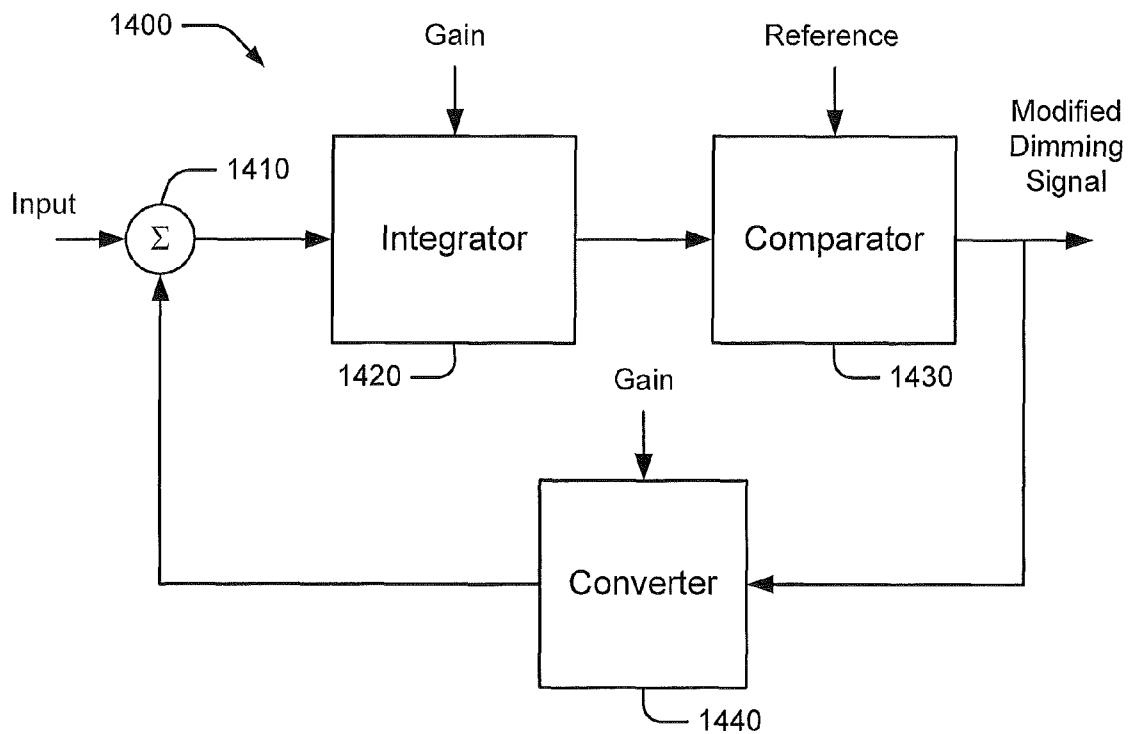 1400
Gain
Reference
Modified
Dimming
Signal
1410
Input
Σ
Integrator
Comparator
1420
Gain
1430
Converter
1440